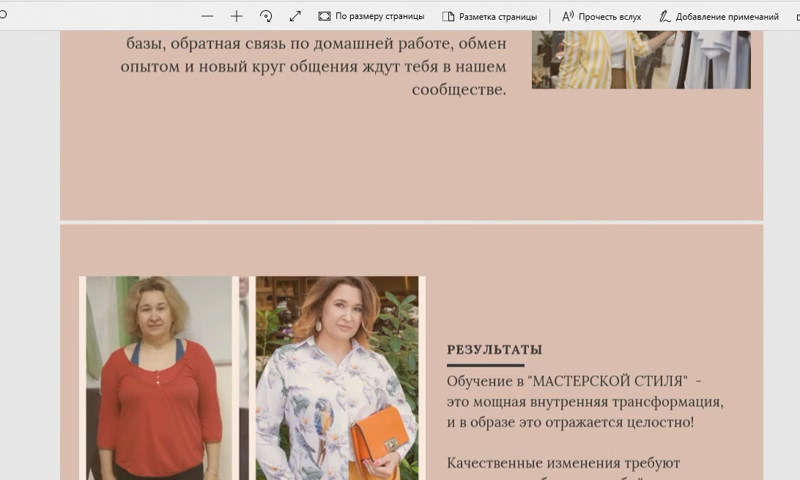 По размеру страницы
Разметка страницы
Прочесть вслух
Добавление примечаний
базы, обратная связь по домашней работе, обмен
опытом и новый круг общения ждут тебя в нашем
сообществе.
РЕЗУЛЬТАТЫ
Обучение в "МАСТЕРСКОЙ СТИЛЯ" –
это мощная внутренняя трансформация,
и в образе это отражается целостно!
Качественные изменения требуют